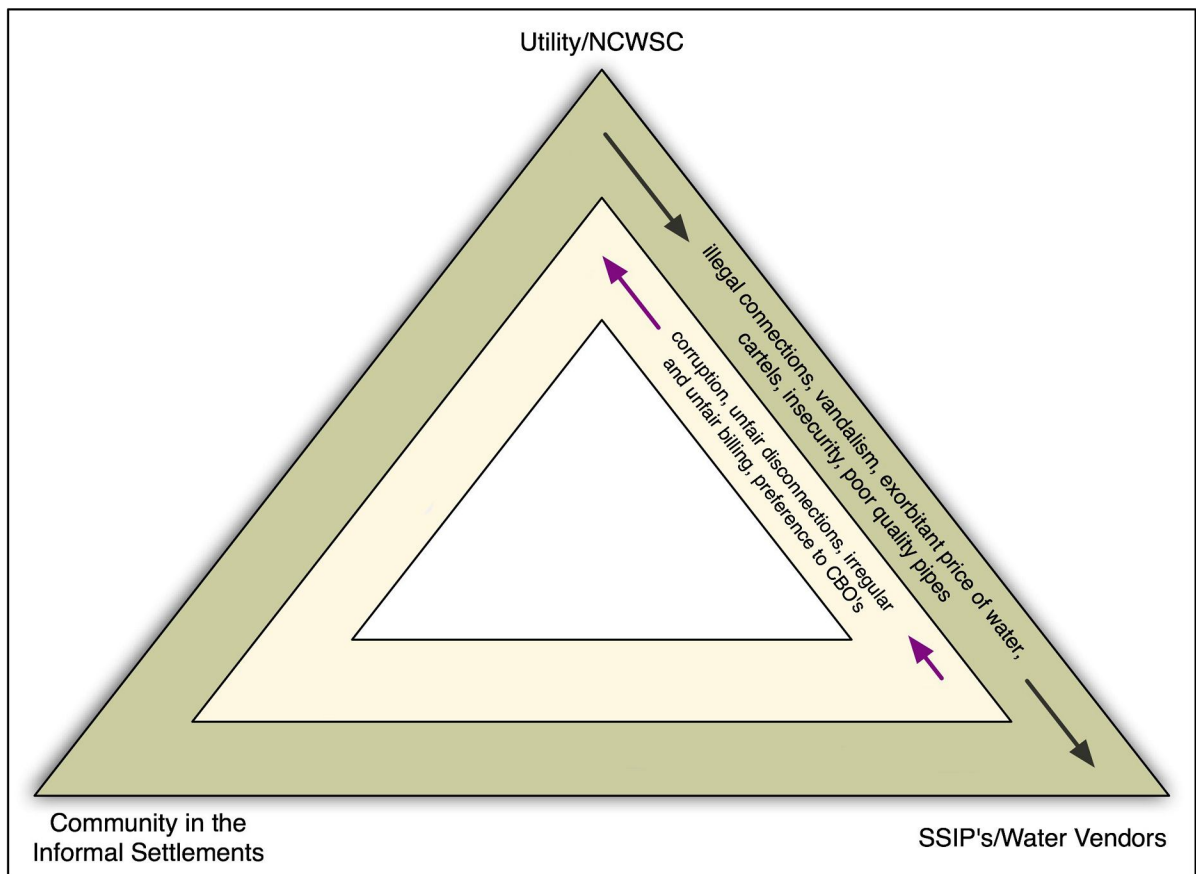 Utility/NCWSC
illegal connections, vandalism, exorbitant price of water,
cartels, insecurity, poor quality pipes
corruption, unfair disconnections, irregular
and unfair billing, preference to CBO's
Community in the
Informal Settlements
SSIP's/Water Vendors